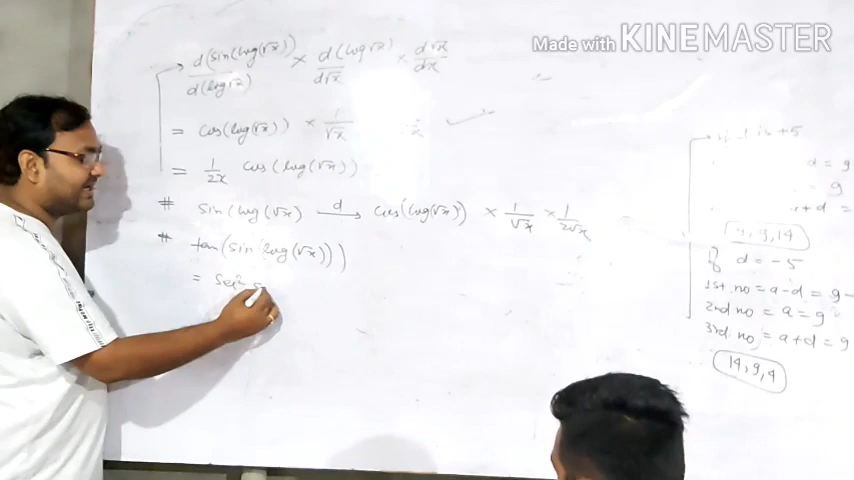 Made with KINEMASTER
d(sin(log(√x)) / d(log√x) × d(log√x) / d√x × d√x / dx
= cos(log(√x)) × 1/√x
= 1/2x cos(log(√x))
# sin(log(√x) —d→ cos(log(√x)) × 1/√x × 1/2√x
# tan(sin(log(√x)))
= sec²
+5
d = 9
= 9
+d =
4, 9, 14
If d = -5
1st no = a-d = 9-
2nd no = a = 9
3rd no = a+d = 9
14, 9, 4